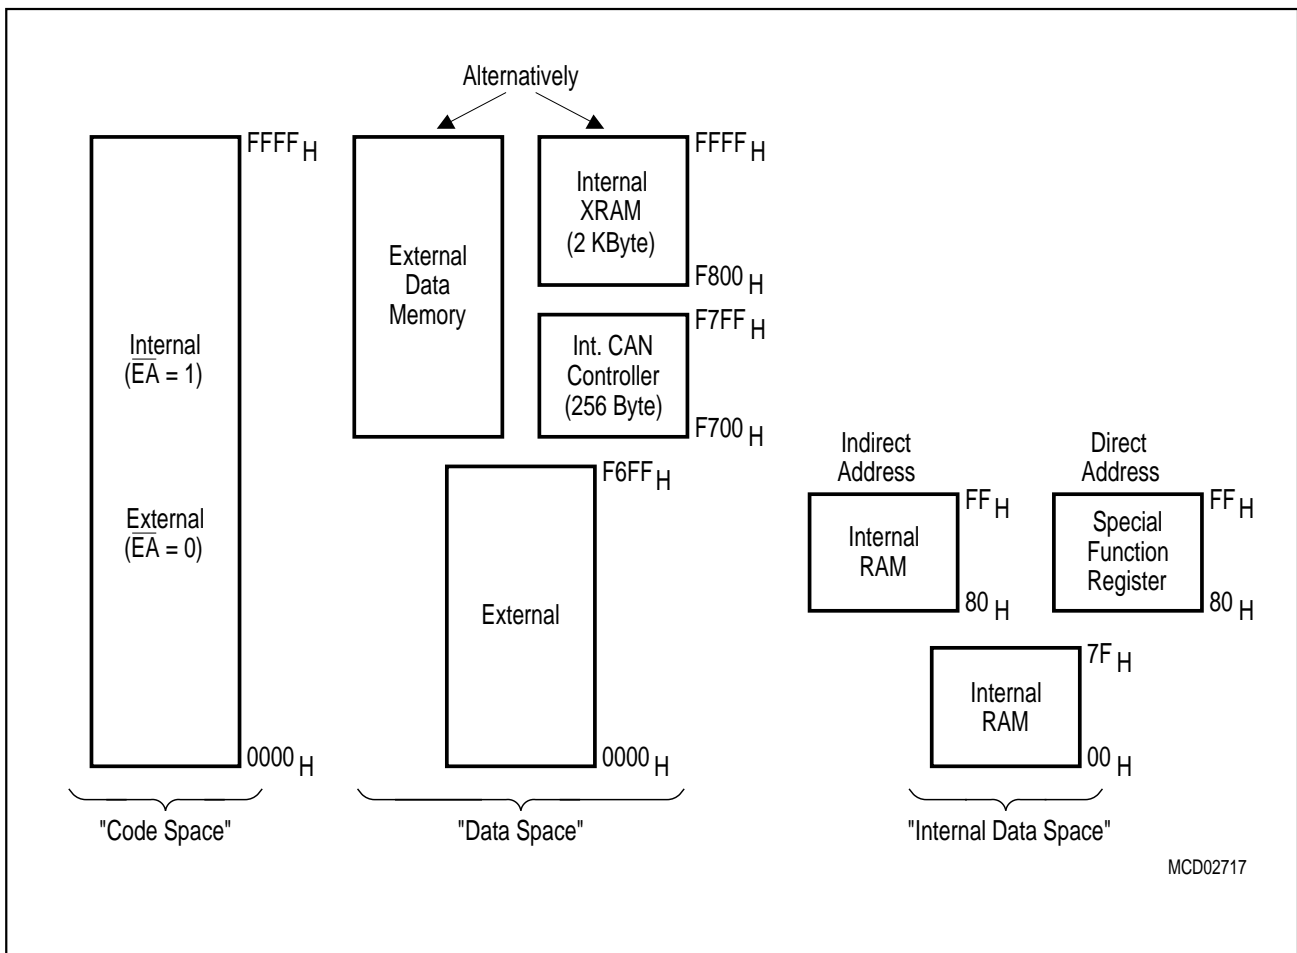 Alternatively
FFFF H
Internal
(EA = 1)
External
(EA = 0)
0000 H
"Code Space"
External
Data
Memory
Internal
XRAM
(2 KByte)
FFFF H
F800 H
Int. CAN
Controller
(256 Byte)
F7FF H
F700 H
External
F6FF H
0000 H
"Data Space"
Indirect
Address
Internal
RAM
FF H
80 H
Direct
Address
Special
Function
Register
FF H
80 H
Internal
RAM
7F H
00 H
"Internal Data Space"
MCD02717